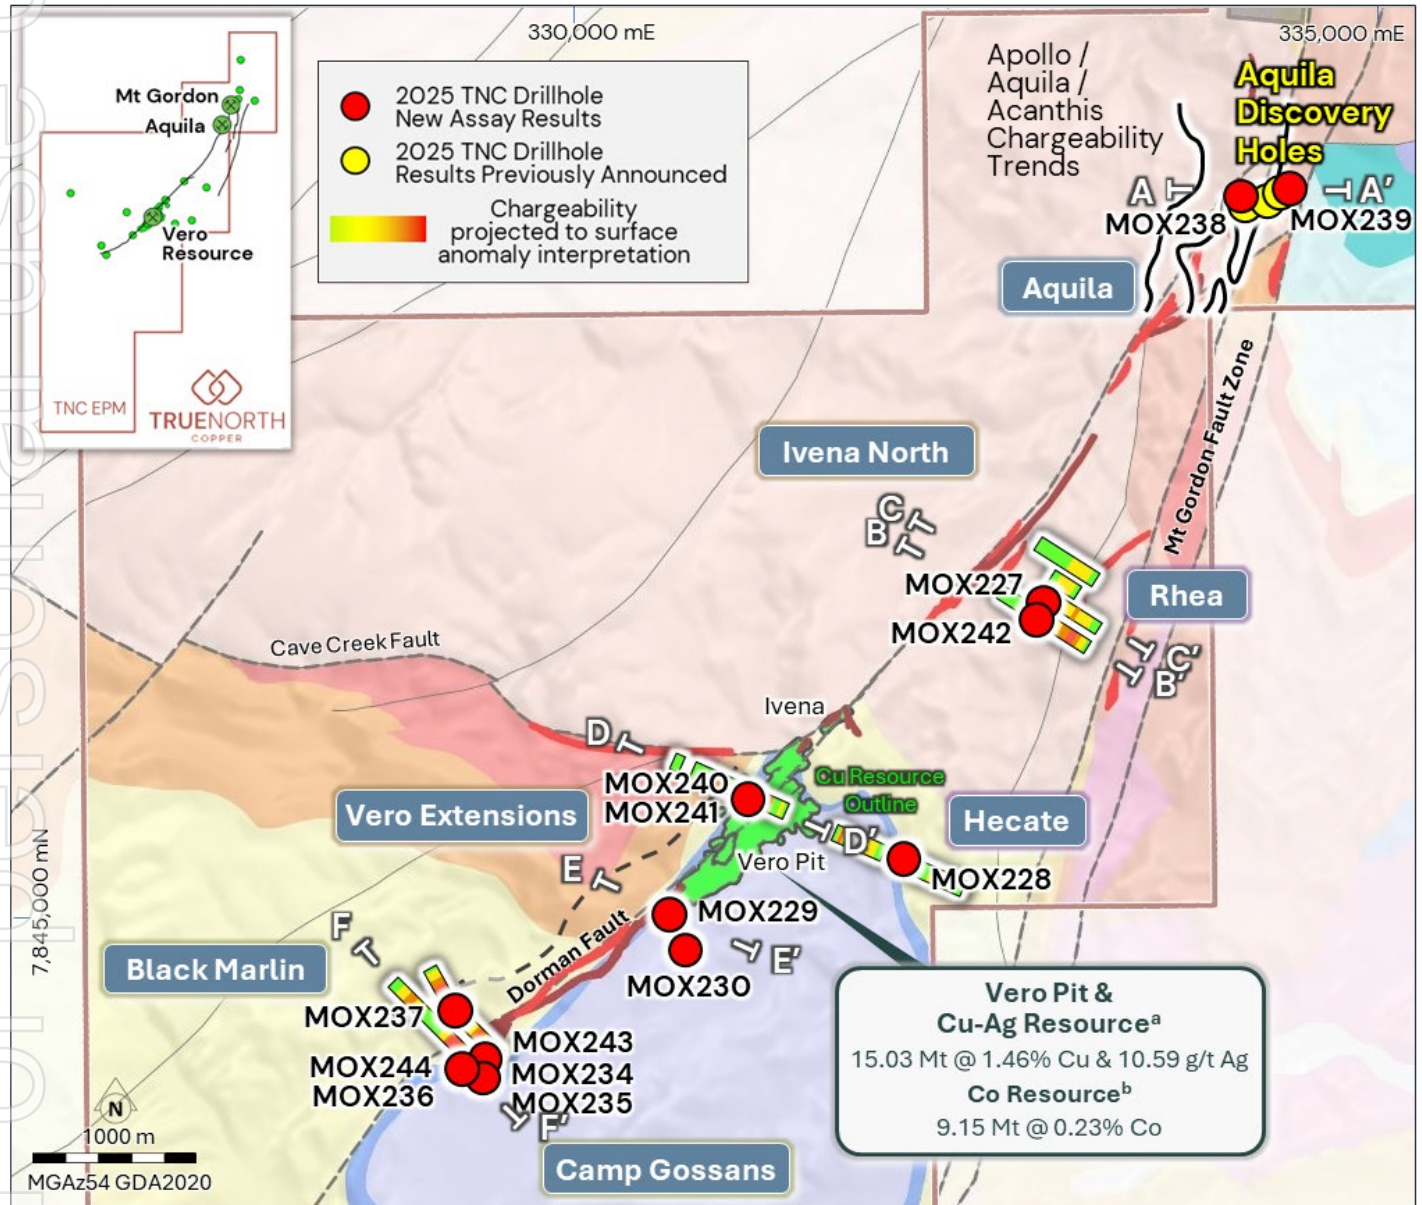 330,000 mE
335,000 mE
Mt Gordon
Aquila
Vero
Resource
TNC EPM
TRUENORTH
COPPER
2025 TNC Drillhole
New Assay Results
2025 TNC Drillhole
Results Previously Announced
Chargeability
projected to surface
anomaly interpretation
Apollo /
Aquila /
Acanthis
Chargeability
Trends
Aquila
Discovery
Holes
A
A'
MOX238
MOX239
Aquila
Mt Gordon Fault Zone
Ivena North
C
B
MOX227
MOX242
Rhea
C'
B'
Cave Creek Fault
Ivena
D
MOX240
MOX241
Cu Resource
Outline
Vero Extensions
Hecate
D'
Vero Pit
MOX228
E
MOX229
E'
MOX230
Dorman Fault
7,845,000 mN
F
Black Marlin
MOX237
MOX243
MOX244
MOX234
MOX236
MOX235
F'
Camp Gossans
Vero Pit &
Cu-Ag Resourceᵃ
15.03 Mt @ 1.46% Cu & 10.59 g/t Ag
Co Resourceᵇ
9.15 Mt @ 0.23% Co
N
1000 m
MGAz54 GDA2020
For personal use